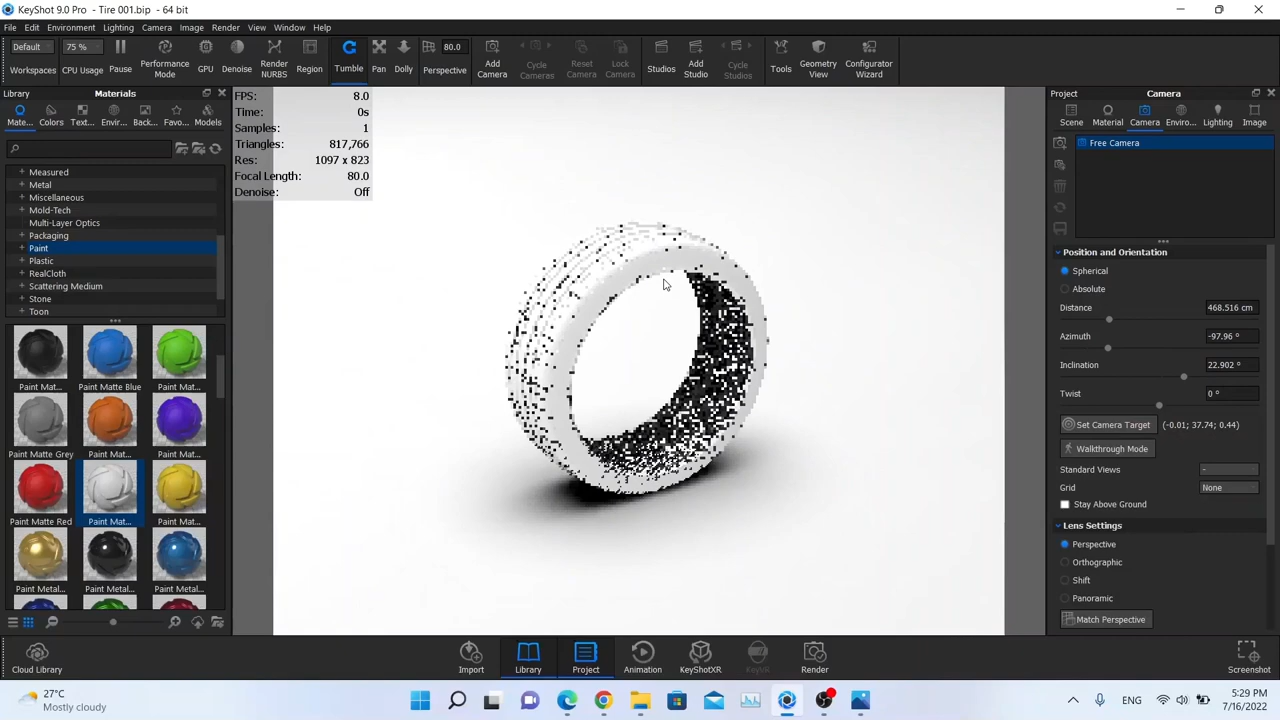 KeyShot 9.0 Pro - Tire 001.bip - 64 bit
File Edit Environment Lighting Camera Image Render View Window Help
Default 75 % 80.0
Workspaces CPU Usage Pause Performance Mode GPU Denoise Render NURBS Region Tumble Pan Dolly Perspective Add Camera Cycle Cameras Reset Camera Lock Camera Studios Add Studio Cycle Studios Tools Geometry View Configurator Wizard
Library Materials
Mate... Colors Text... Envir... Back... Favo... Models
Measured
Metal
Miscellaneous
Mold-Tech
Multi-Layer Optics
Packaging
Paint
Plastic
RealCloth
Scattering Medium
Stone
Toon
Paint Mat... Paint Matte Blue Paint Mat...
Paint Matte Grey Paint Mat... Paint Mat...
Paint Matte Red Paint Mat... Paint Mat...
Paint Metal... Paint Metal... Paint Metal...
FPS: 8.0
Time: 0s
Samples: 1
Triangles: 817,766
Res: 1097 x 823
Focal Length: 80.0
Denoise: Off
Project Camera
Scene Material Camera Enviro... Lighting Image
Free Camera
Position and Orientation
Spherical
Absolute
Distance 468.516 cm
Azimuth -97.96 °
Inclination 22.902 °
Twist 0 °
Set Camera Target (-0.01; 37.74; 0.44)
Walkthrough Mode
Standard Views -
Grid None
Stay Above Ground
Lens Settings
Perspective
Orthographic
Shift
Panoramic
Match Perspective
Cloud Library Import Library Project Animation KeyShotXR KeyVR Render Screenshot
27°C
Mostly cloudy
ENG
5:29 PM
7/16/2022